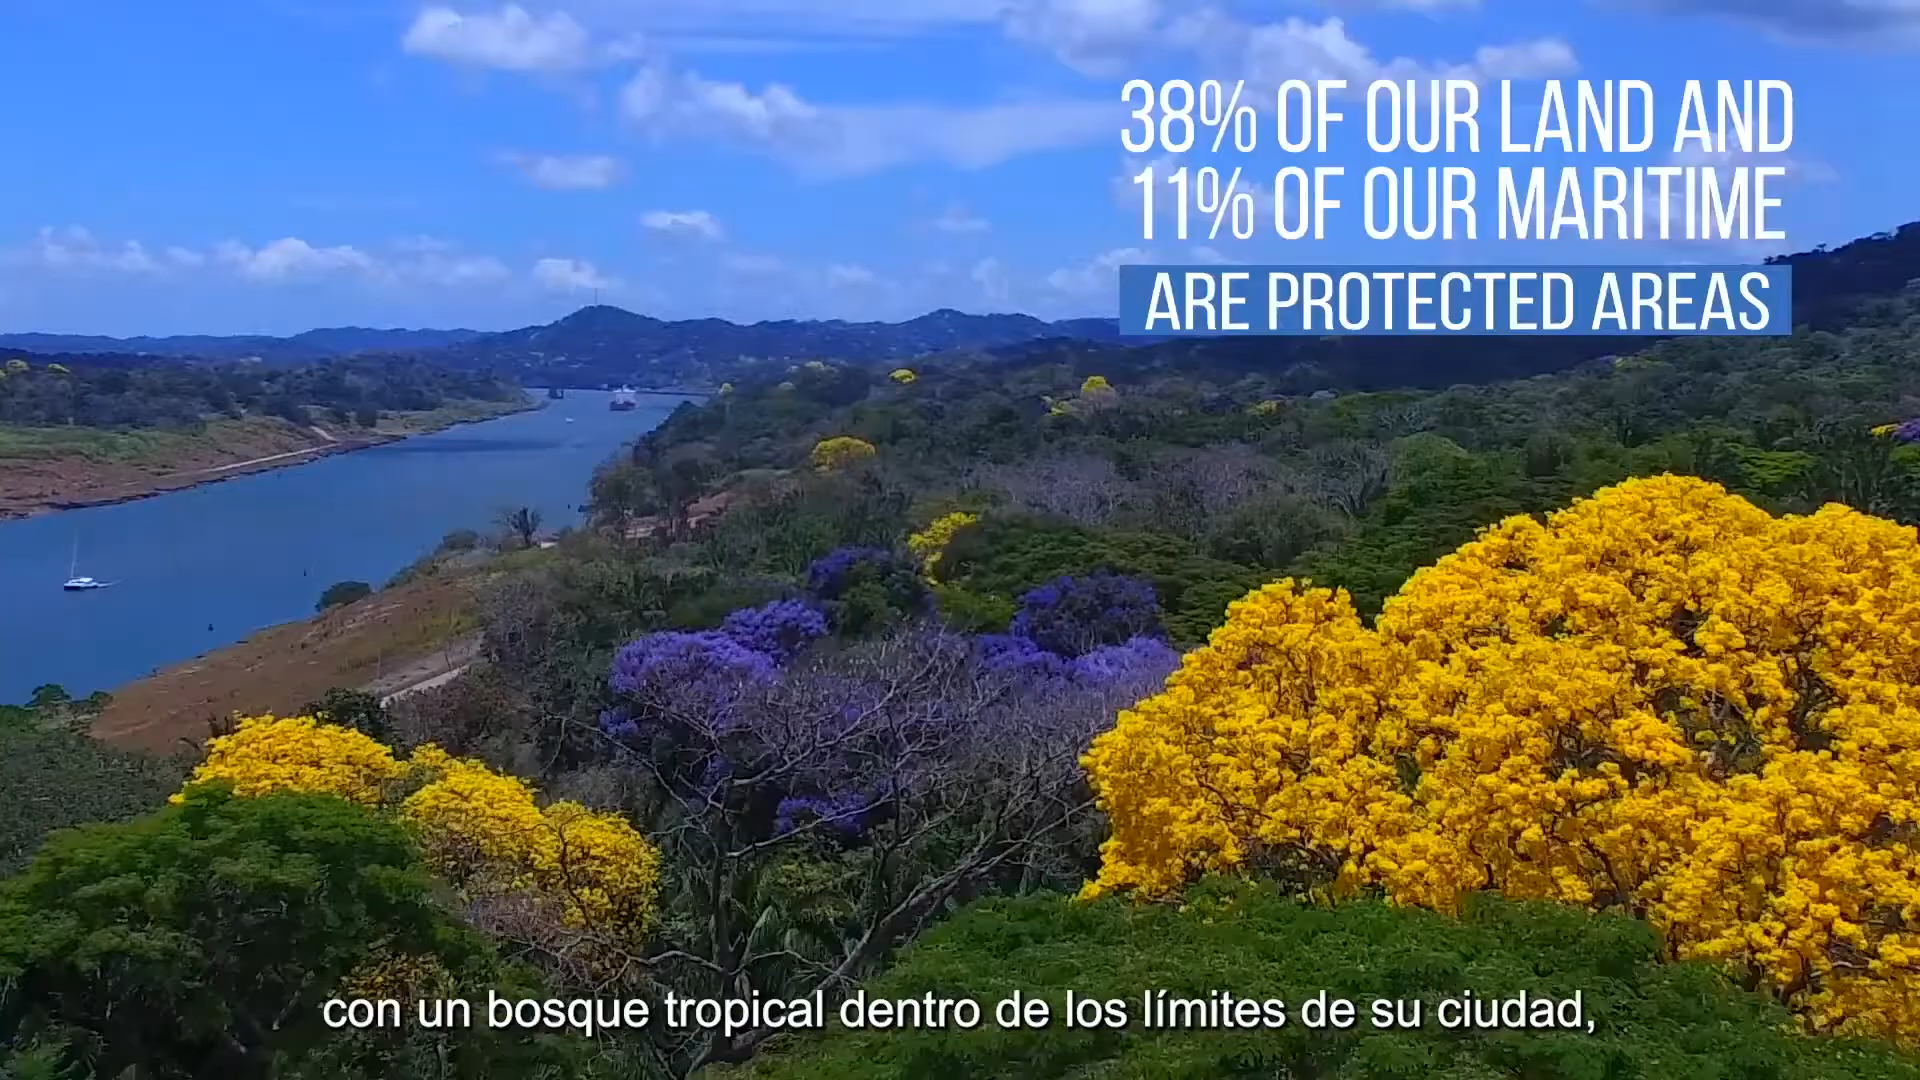 38% OF OUR LAND AND
11% OF OUR MARITIME
ARE PROTECTED AREAS
con un bosque tropical dentro de los límites de su ciudad,